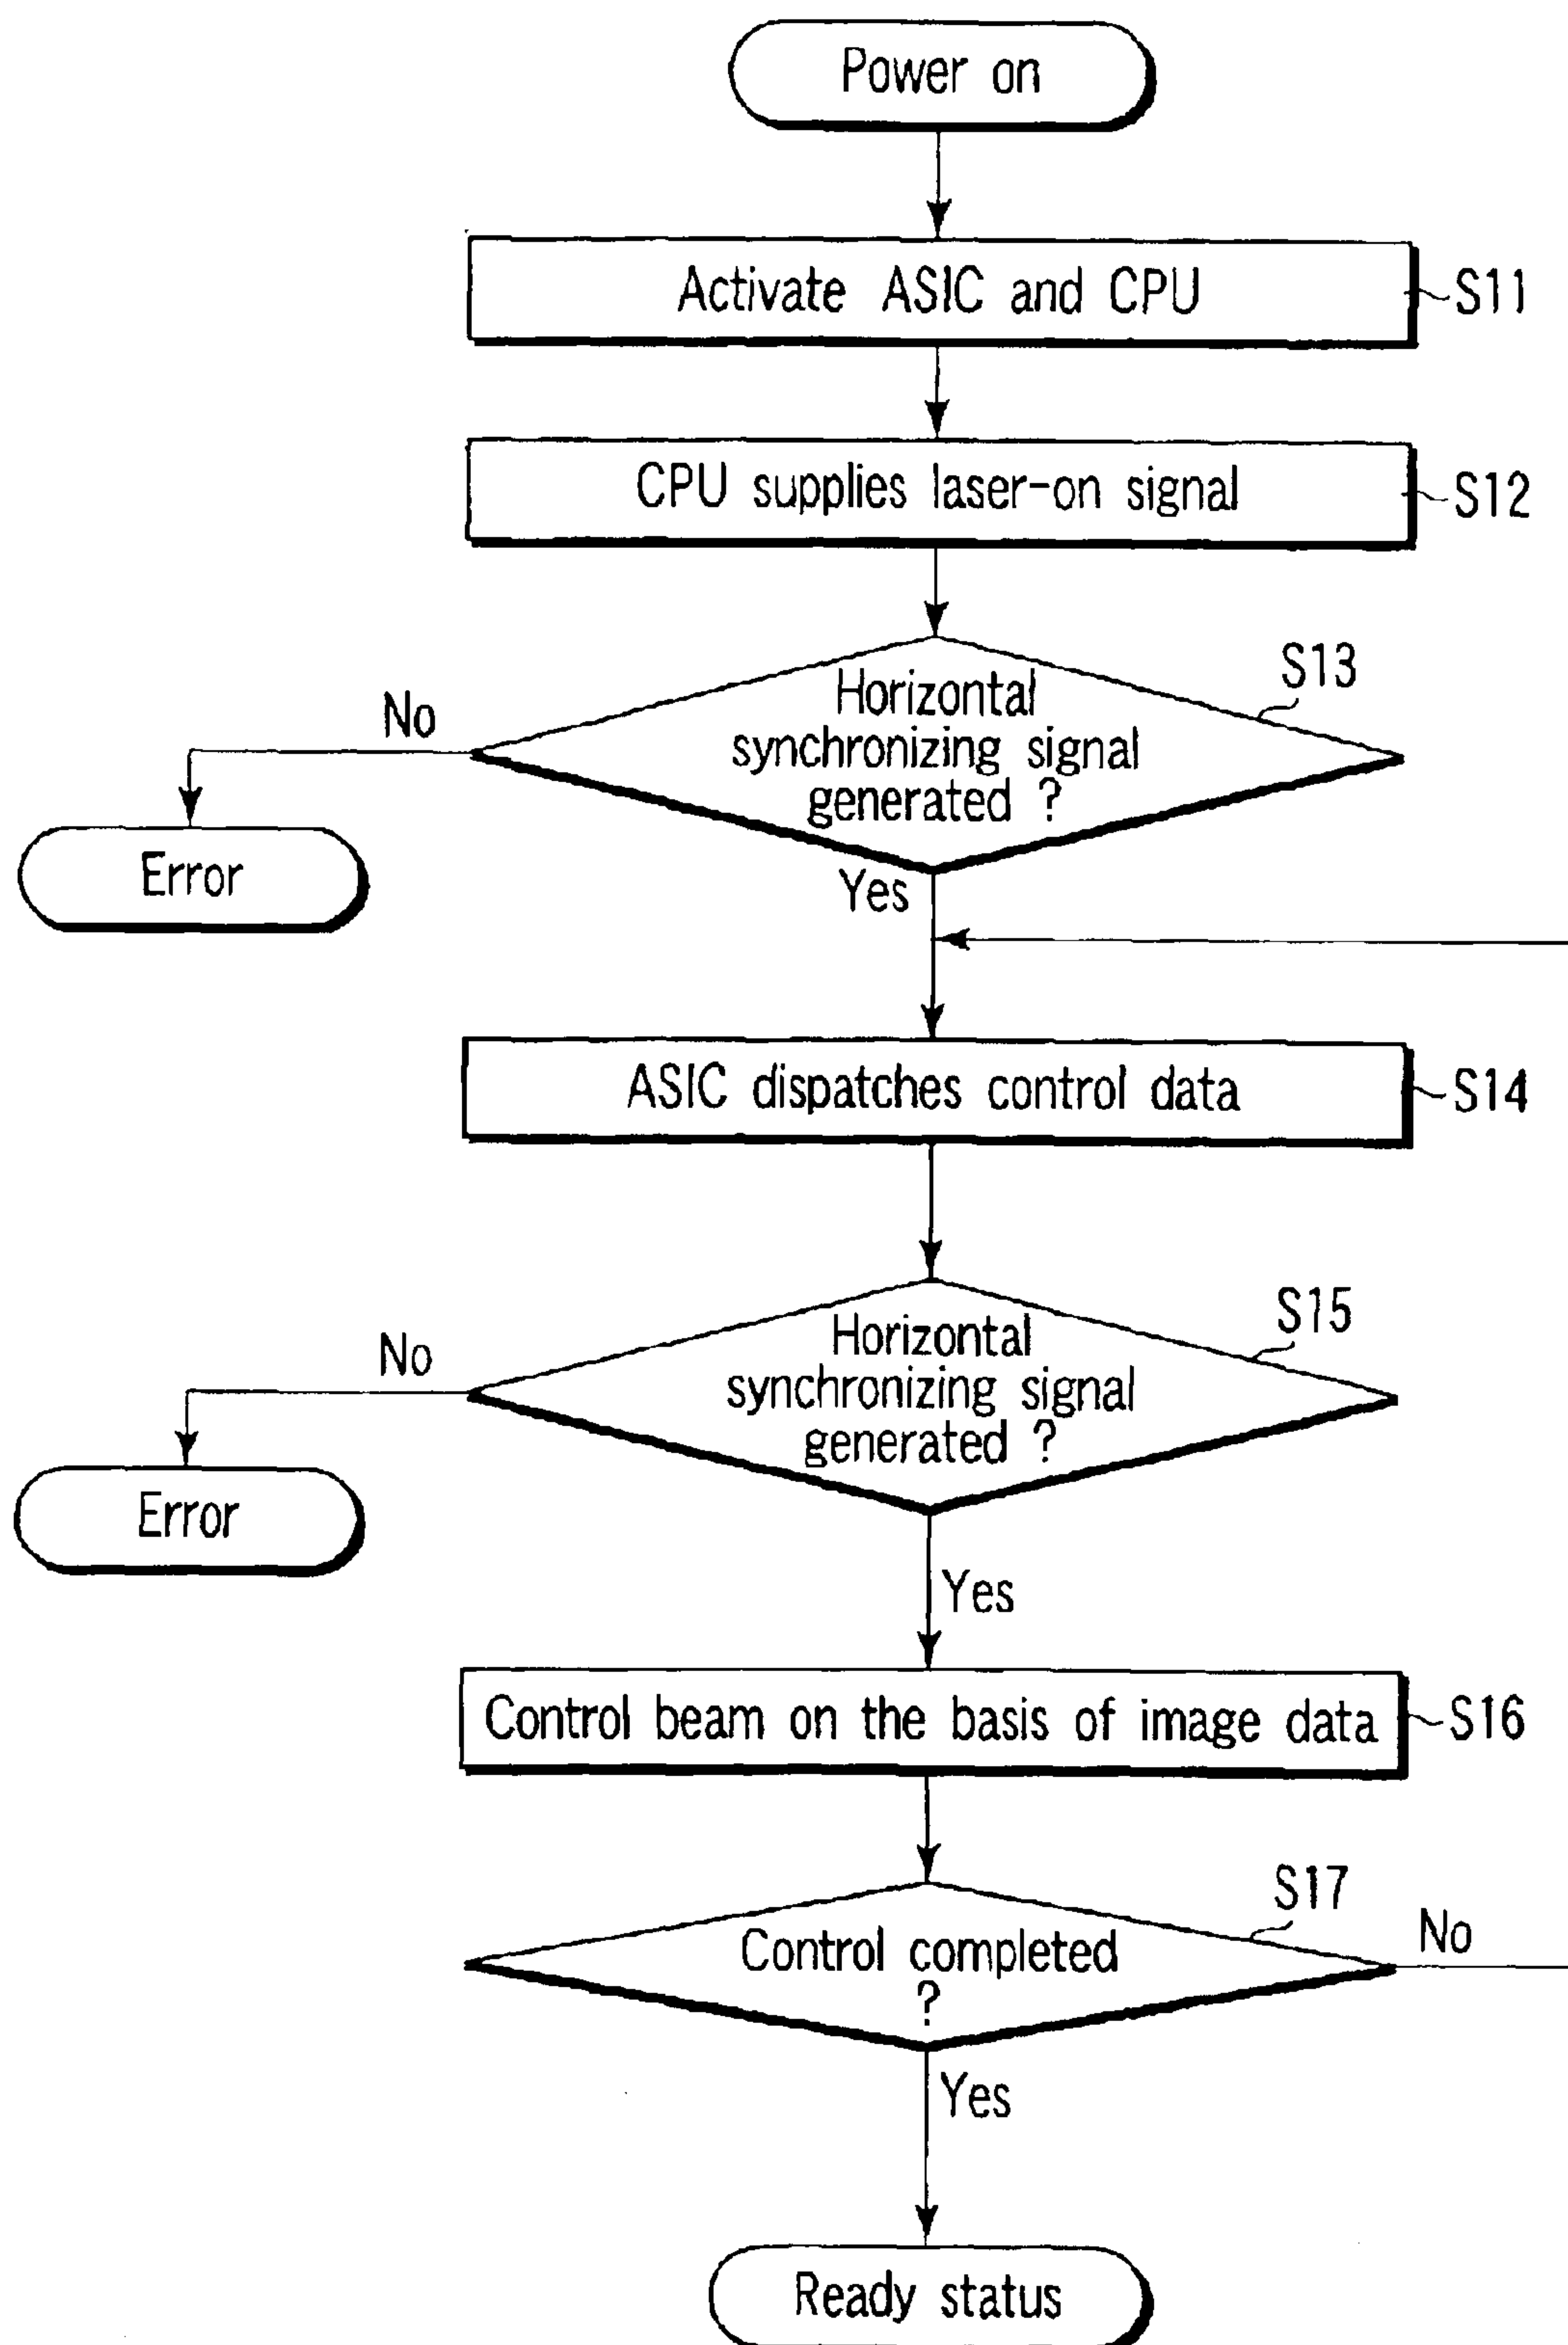 Power on
Activate ASIC and CPU
S11
CPU supplies laser-on signal
S12
S13
No
Horizontal
synchronizing signal
generated ?
Error
Yes
ASIC dispatches control data
S14
S15
No
Horizontal
synchronizing signal
generated ?
Error
Yes
Control beam on the basis of image data
S16
S17
No
Control completed
?
Yes
Ready status